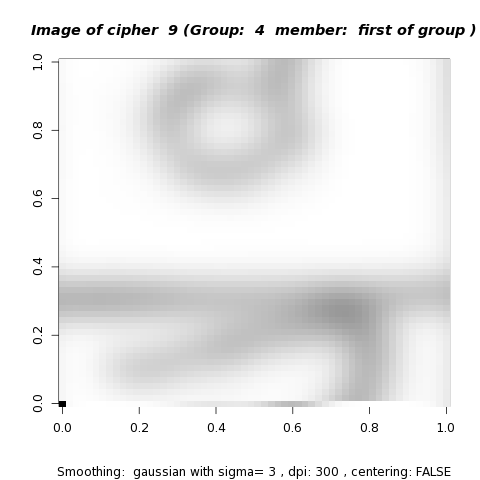 Image of cipher 9 (Group: 4 member: first of group )
1.0
0.8
0.6
0.4
0.2
0.0
0.0 0.2 0.4 0.6 0.8 1.0
Smoothing: gaussian with sigma= 3 , dpi: 300 , centering: FALSE